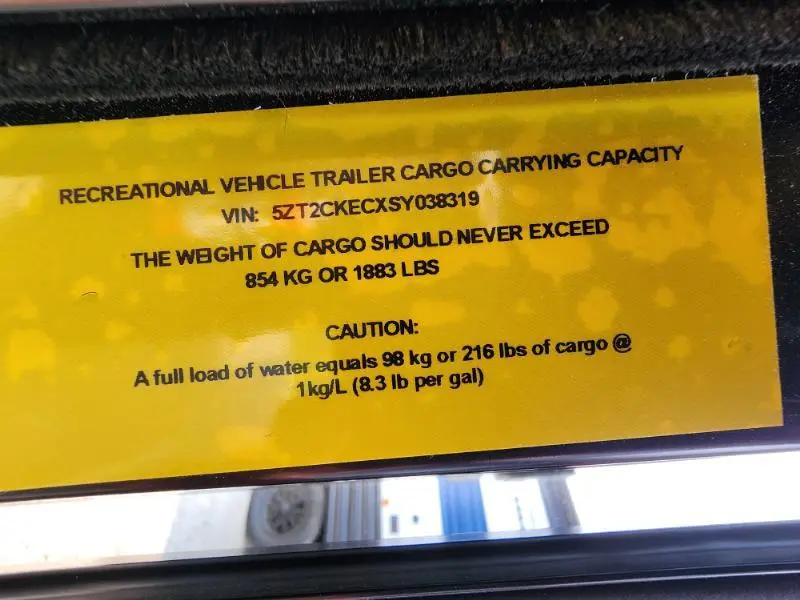 RECREATIONAL VEHICLE TRAILER CARGO CARRYING CAPACITY
VIN: 5ZT2CKECXSY038319
THE WEIGHT OF CARGO SHOULD NEVER EXCEED
854 KG OR 1883 LBS
CAUTION:
A full load of water equals 98 kg or 216 lbs of cargo @
1kg/L (8.3 lb per gal)